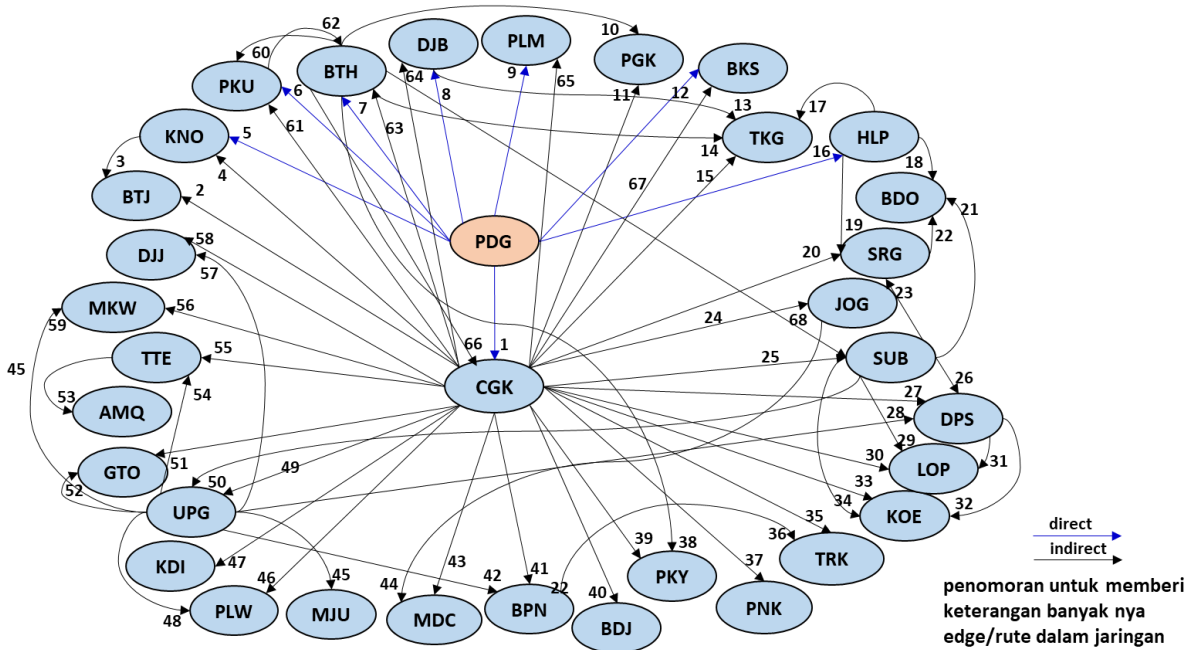 62
10
DJB
PLM
60
BTH
64
9
65
PGK
BKS
PKU
6
7
8
11
12
61
63
13
17
KNO
5
14
TKG
16
HLP
3
4
15
18
67
BTJ
2
BDO
21
PDG
19
22
58
20
SRG
DJJ
57
23
JOG
MKW
56
24
68
59
66
1
45
TTE
55
25
SUB
CGK
26
54
27
53
AMQ
28
DPS
29
51
30
31
GTO
49
LOP
52
50
33
34
32
UPG
35
KOE
36
direct
39
38
TRK
indirect
KDI
47
43
41
37
46
45
44
42
22
PKY
40
penomoran untuk memberi
PLW
MJU
MDC
BPN
PNK
keterangan banyak nya
48
BDJ
edge/rute dalam jaringan